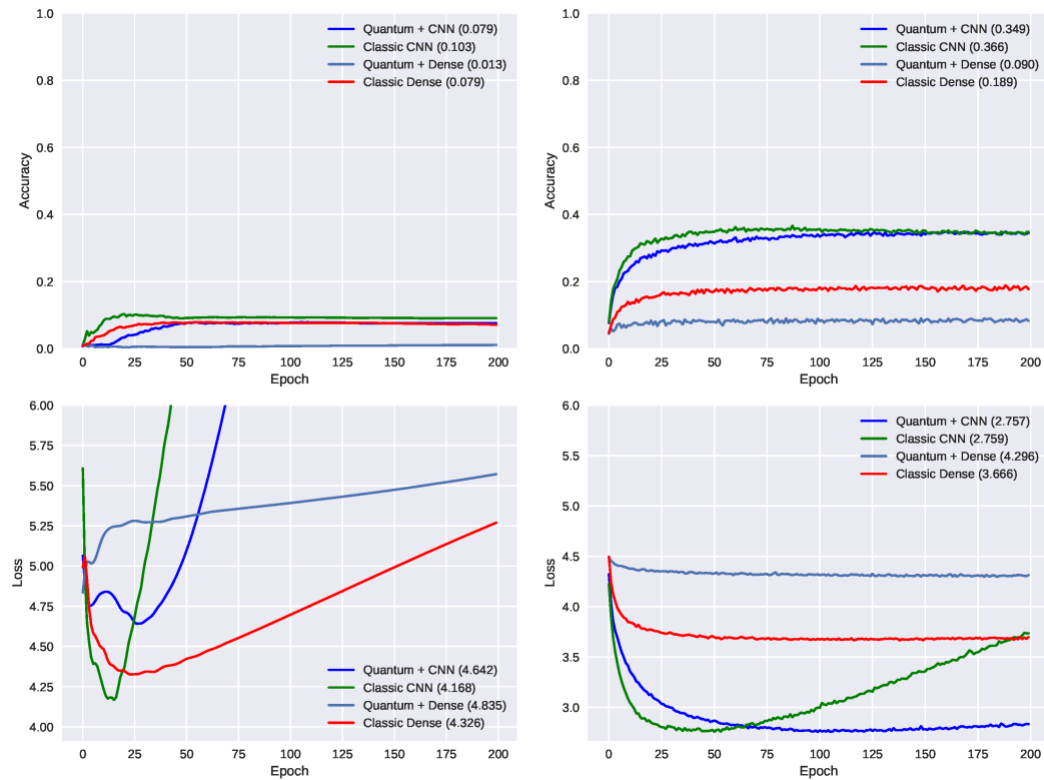 1.0
0.8
0.6
0.4
0.2
0.0
Accuracy
0 25 50 75 100 125 150 175 200
Epoch
Quantum + CNN (0.079)
Classic CNN (0.103)
Quantum + Dense (0.013)
Classic Dense (0.079)
1.0
0.8
0.6
0.4
0.2
0.0
Accuracy
0 25 50 75 100 125 150 175 200
Epoch
Quantum + CNN (0.349)
Classic CNN (0.366)
Quantum + Dense (0.090)
Classic Dense (0.189)
6.00
5.75
5.50
5.25
5.00
4.75
4.50
4.25
4.00
Loss
0 25 50 75 100 125 150 175 200
Epoch
Quantum + CNN (4.642)
Classic CNN (4.168)
Quantum + Dense (4.835)
Classic Dense (4.326)
6.0
5.5
5.0
4.5
4.0
3.5
3.0
Loss
0 25 50 75 100 125 150 175 200
Epoch
Quantum + CNN (2.757)
Classic CNN (2.759)
Quantum + Dense (4.296)
Classic Dense (3.666)